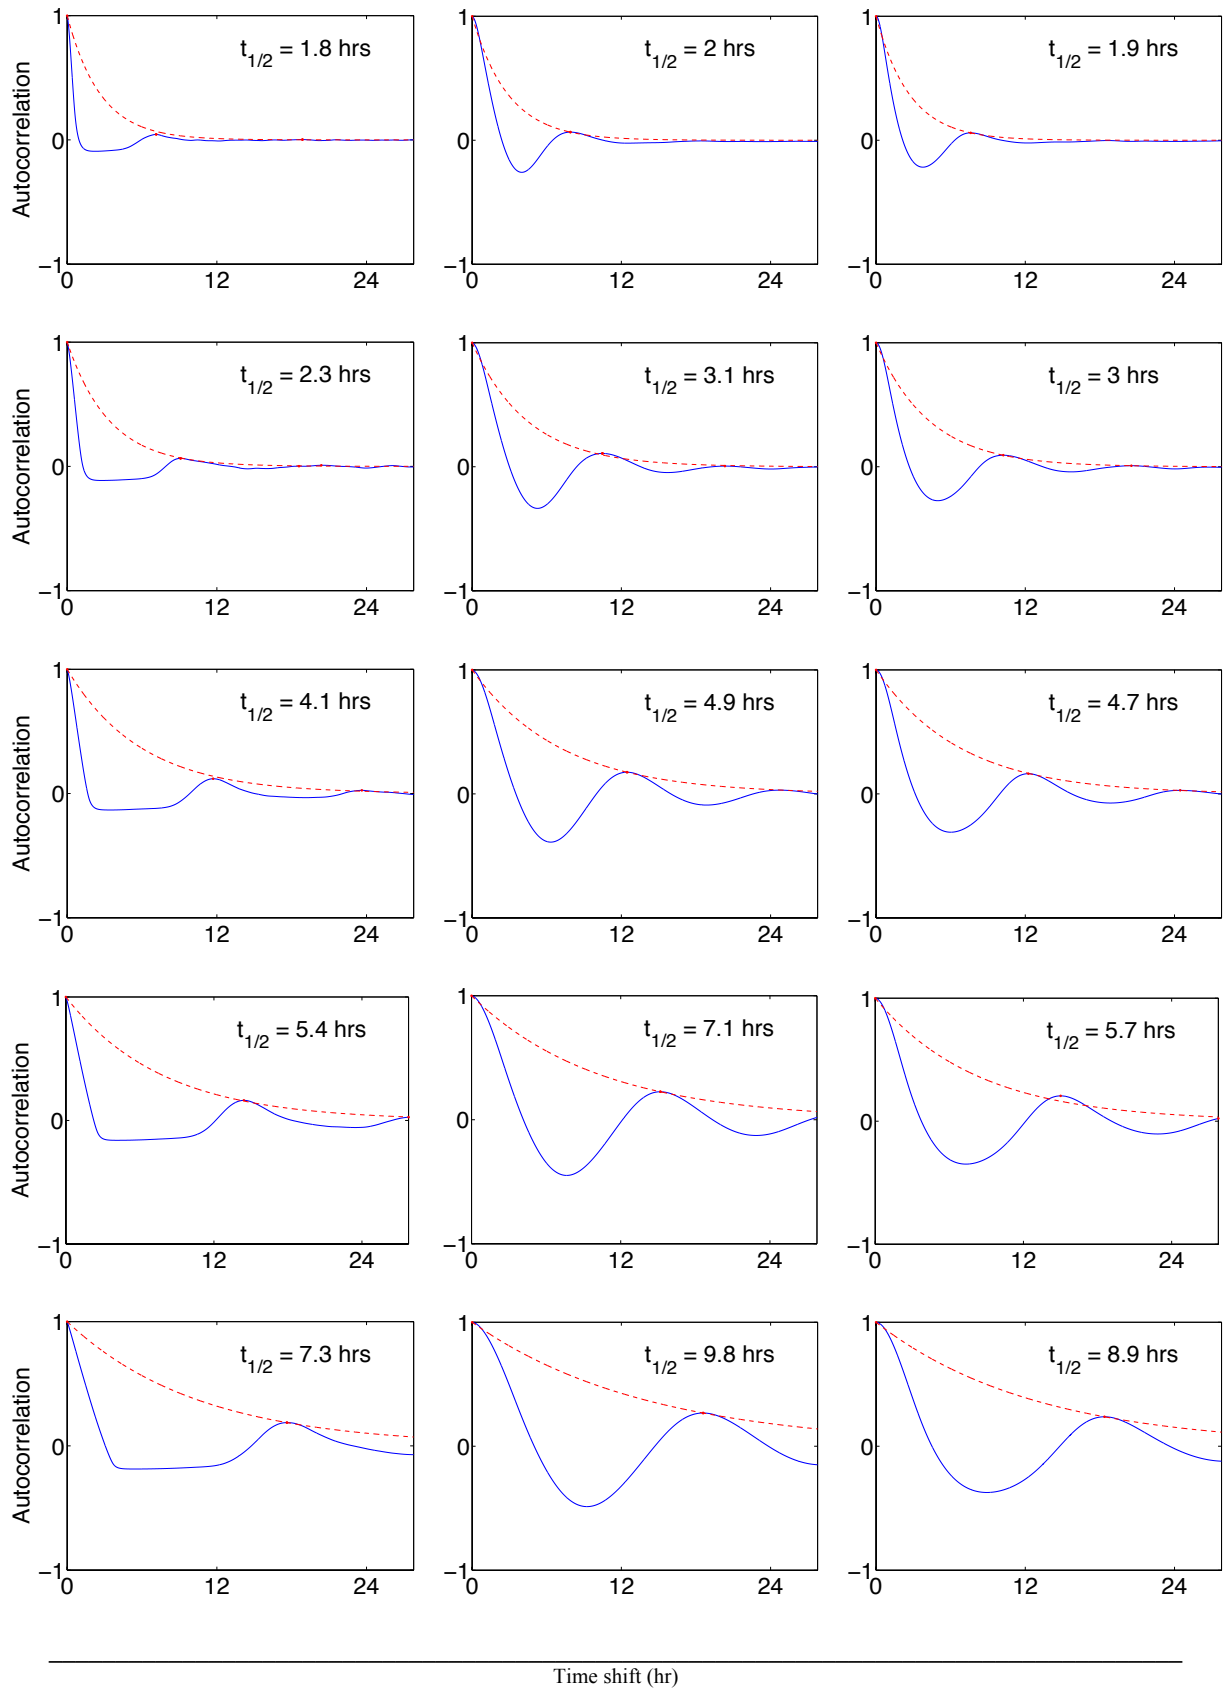 1 1 1
t1/2 = 1.8 hrs t1/2 = 2 hrs t1/2 = 1.9 hrs
Autocorrelation
0 0 0
−1 −1 −1
0 12 24 0 12 24 0 12 24
1 1 1
t1/2 = 2.3 hrs t1/2 = 3.1 hrs t1/2 = 3 hrs
Autocorrelation
0 0 0
−1 −1 −1
0 12 24 0 12 24 0 12 24
1 1 1
t1/2 = 4.1 hrs t1/2 = 4.9 hrs t1/2 = 4.7 hrs
Autocorrelation
0 0 0
−1 −1 −1
0 12 24 0 12 24 0 12 24
1 1 1
t1/2 = 5.4 hrs t1/2 = 7.1 hrs t1/2 = 5.7 hrs
Autocorrelation
0 0 0
−1 −1 −1
0 12 24 0 12 24 0 12 24
1 1 1
t1/2 = 7.3 hrs t1/2 = 9.8 hrs t1/2 = 8.9 hrs
Autocorrelation
0 0 0
−1 −1 −1
0 12 24 0 12 24 0 12 24
Time shift (hr)